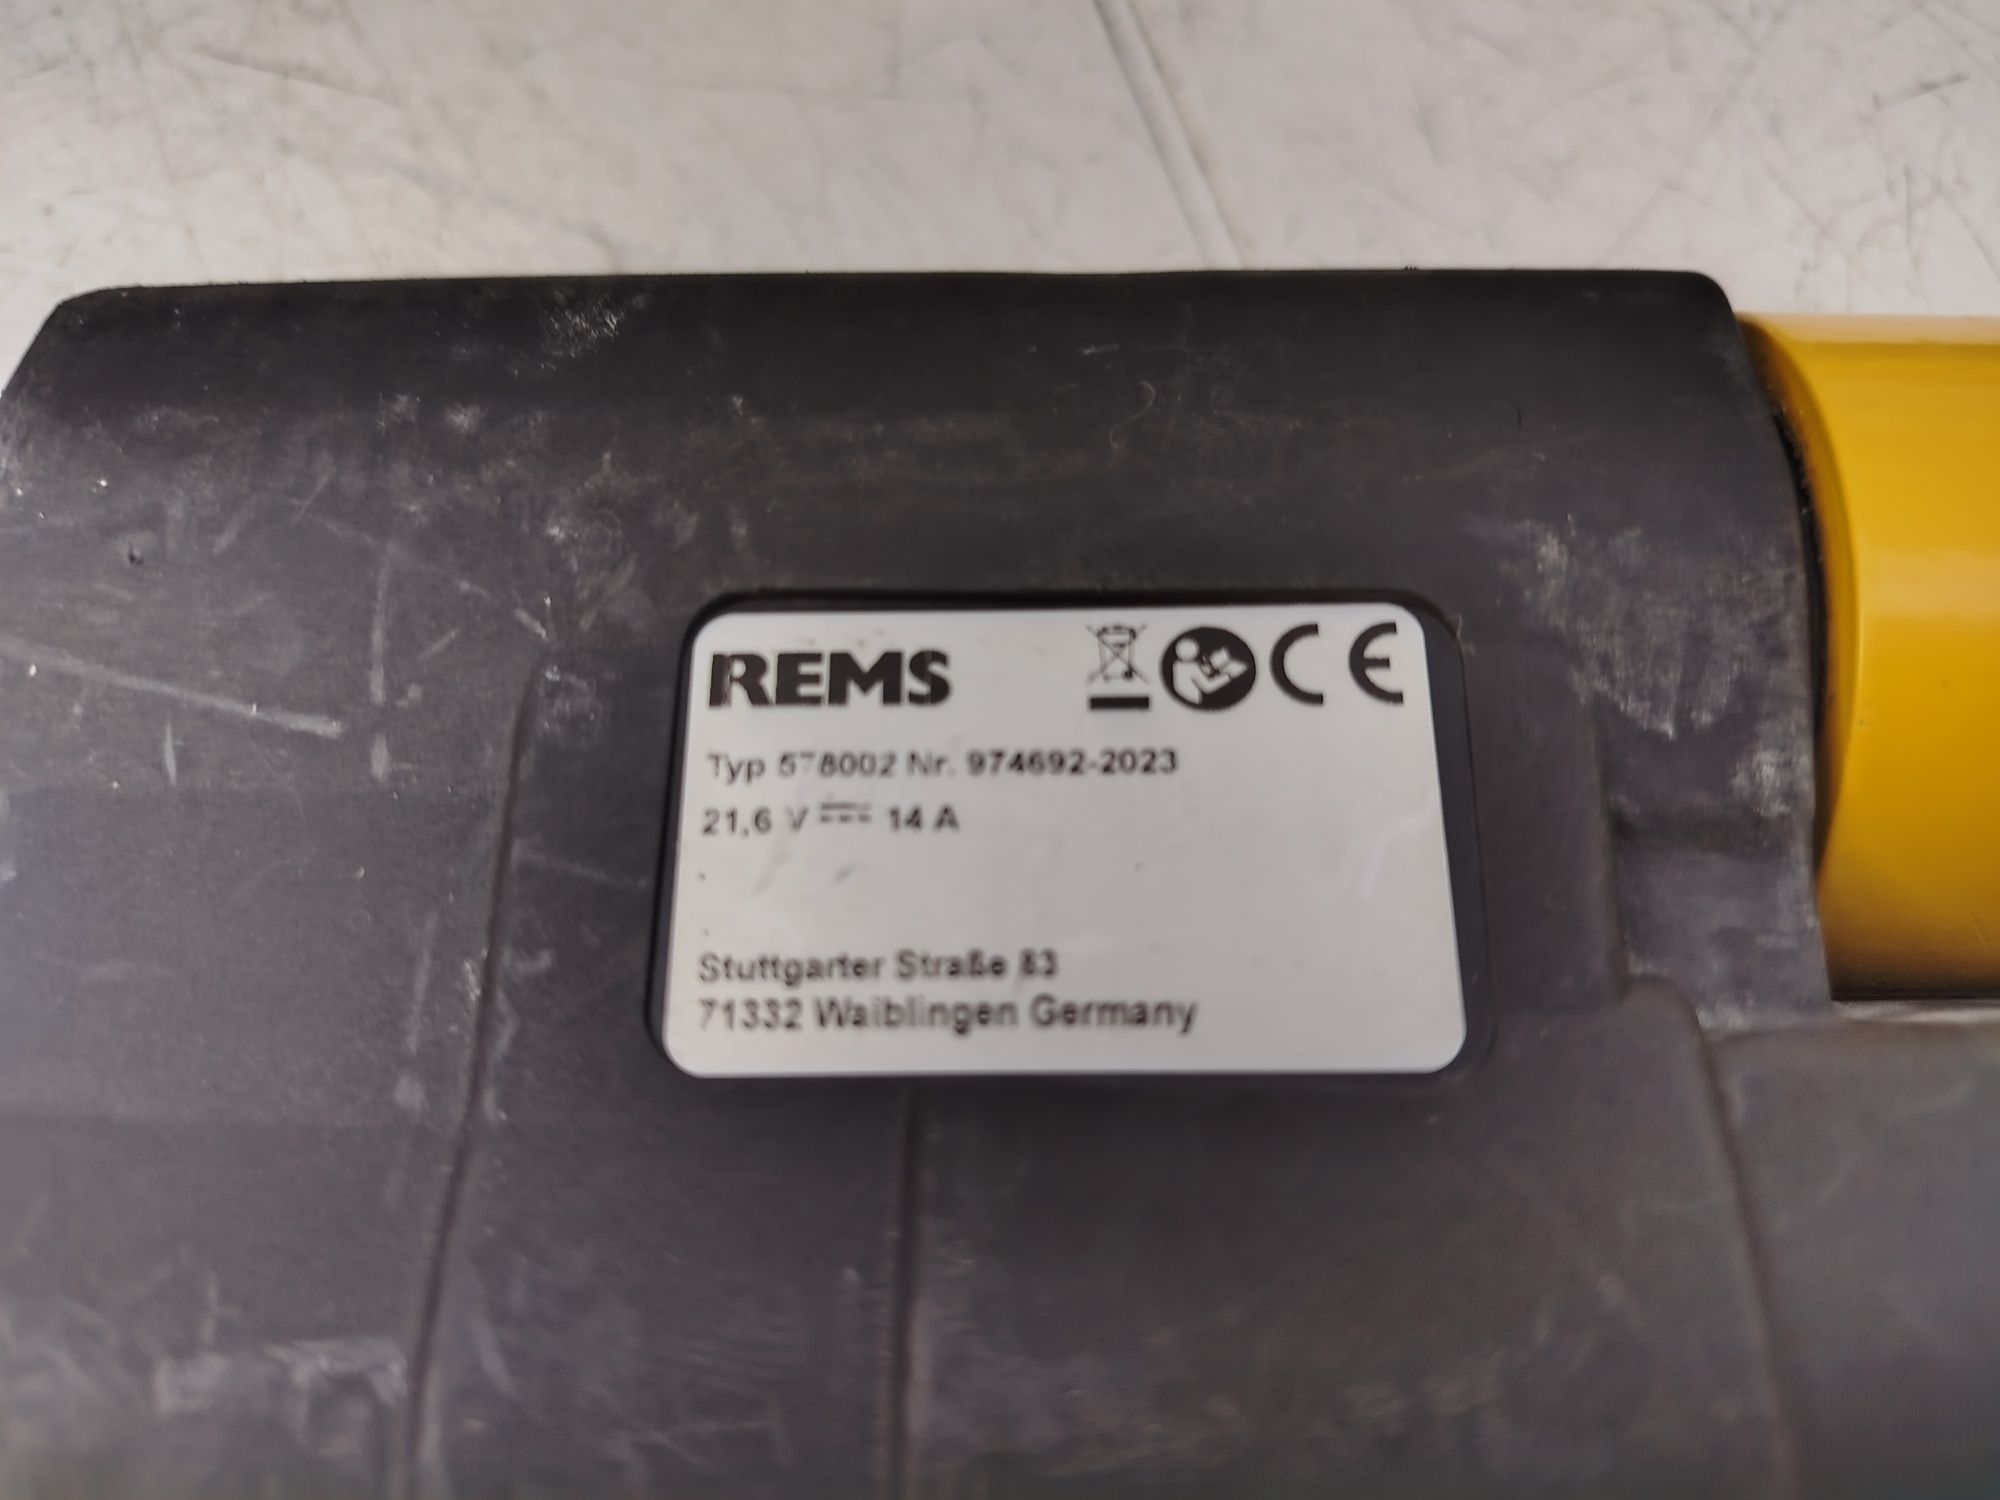 REMS CE
Typ 578002 Nr. 974692-2023
21,6 V 14 A
Stuttgarter Straße 83
71332 Waiblingen Germany